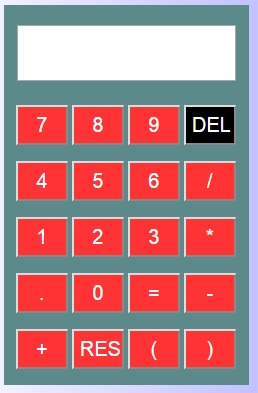 7 8 9 DEL
4 5 6 /
1 2 3 *
. 0 = -
+ RES ( )